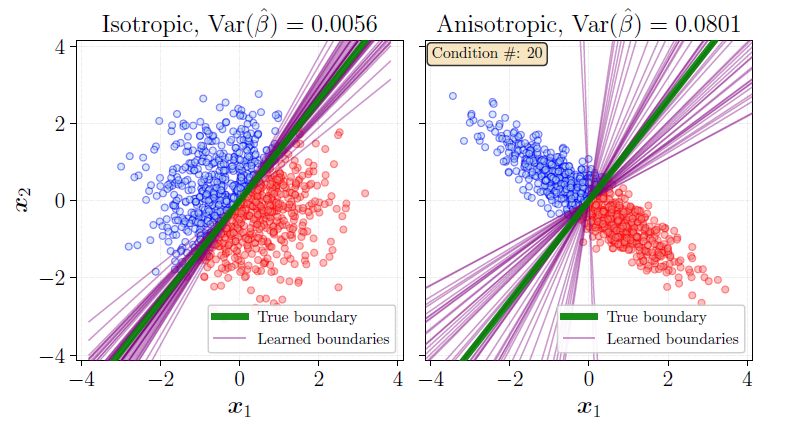 Isotropic, Var(β̂) = 0.0056
Anisotropic, Var(β̂) = 0.0801
Condition #: 20
4
2
0
−2
−4
x₂
True boundary
Learned boundaries
True boundary
Learned boundaries
−4 −2 0 2 4
−4 −2 0 2 4
x₁
x₁